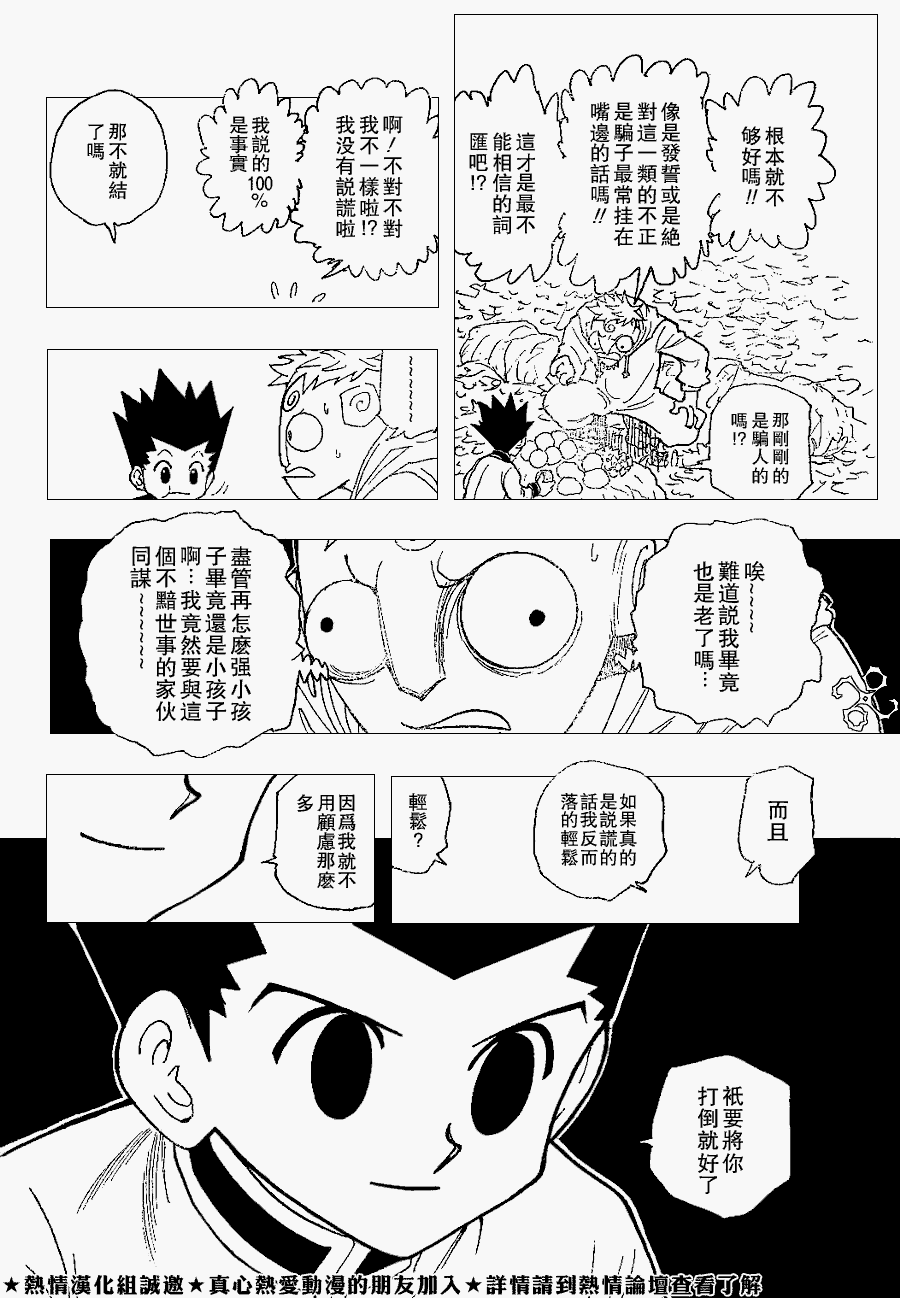 根本就不
够好嗎!!
像是發誓或是絶
對這一類的不正
是騙子最常挂在
嘴邊的話嗎!!
這才是最不
能相信的詞
匯吧!?
那剛剛的
是騙人的
嗎!?
啊!不對不對
我不一樣啦!?
我没有説謊啦
我説的100%
是事實
那不就結
了嗎
~~~~~~~
唉~~~~
難道説我畢竟
也是老了嗎…
盡管再怎麽强小孩
子畢竟還是小孩子
啊…我竟然要與這
個不黯世事的家伙
同謀~~~~~~
而且
如果真的
是説謊的
話我反而
落的輕鬆
輕鬆?
因爲我就不
用顧慮那麽
多
衹要將你
打倒就好了
★熱情漢化組誠邀★真心熱愛動漫的朋友加入★詳情請到熱情論壇查看了解